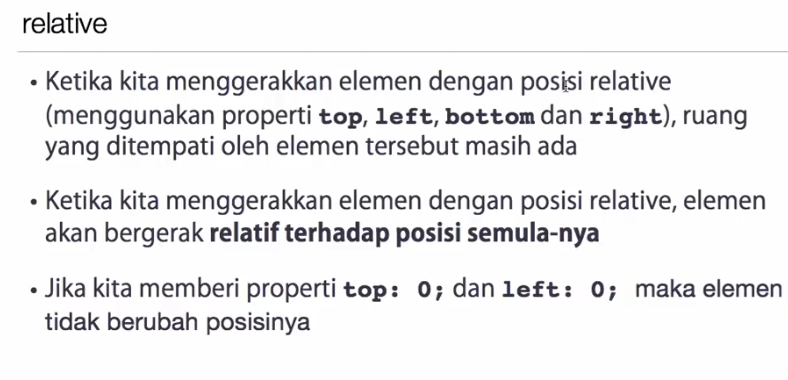 relative
• Ketika kita menggerakkan elemen dengan posisi relative
(menggunakan properti top, left, bottom dan right), ruang
yang ditempati oleh elemen tersebut masih ada
• Ketika kita menggerakkan elemen dengan posisi relative, elemen
akan bergerak relatif terhadap posisi semula-nya
• Jika kita memberi properti top: 0; dan left: 0; maka elemen
tidak berubah posisinya